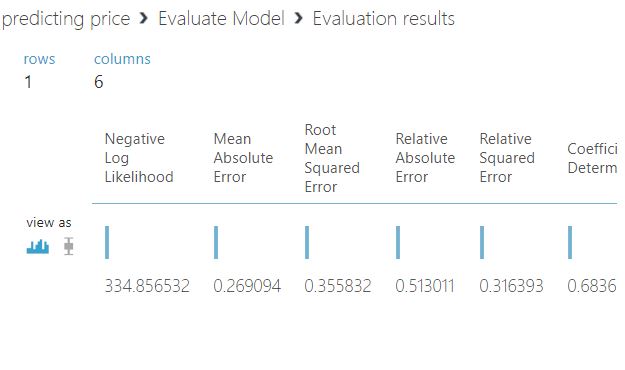 predicting price > Evaluate Model > Evaluation results
rows columns
1 6
Negative Log Likelihood
Mean Absolute Error
Root Mean Squared Error
Relative Absolute Error
Relative Squared Error
Coeffici Determ
view as
334.856532 0.269094 0.355832 0.513011 0.316393 0.6836